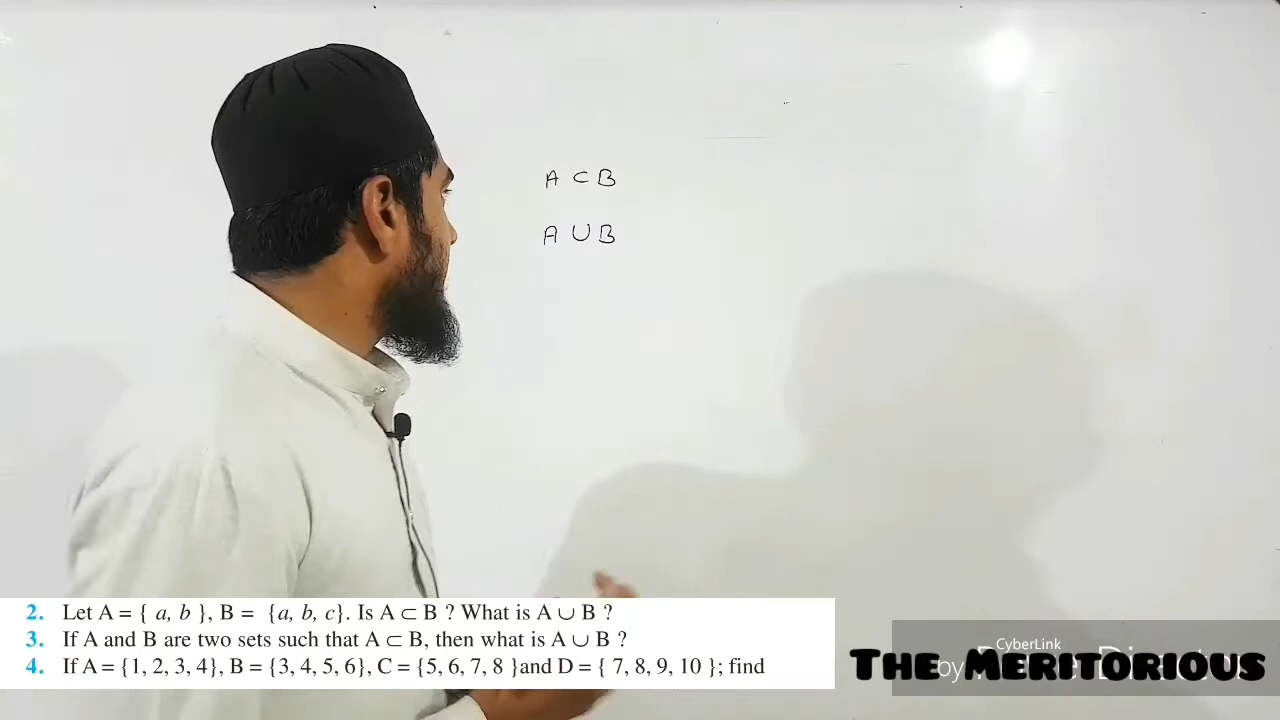 A ⊂ B
A ∪ B
2. Let A = { a, b }, B = {a, b, c}. Is A ⊂ B ? What is A ∪ B ?
3. If A and B are two sets such that A ⊂ B, then what is A ∪ B ?
4. If A = {1, 2, 3, 4}, B = {3, 4, 5, 6}, C = {5, 6, 7, 8 }and D = { 7, 8, 9, 10 }; find
CyberLink
by
THE MERITORIOUS